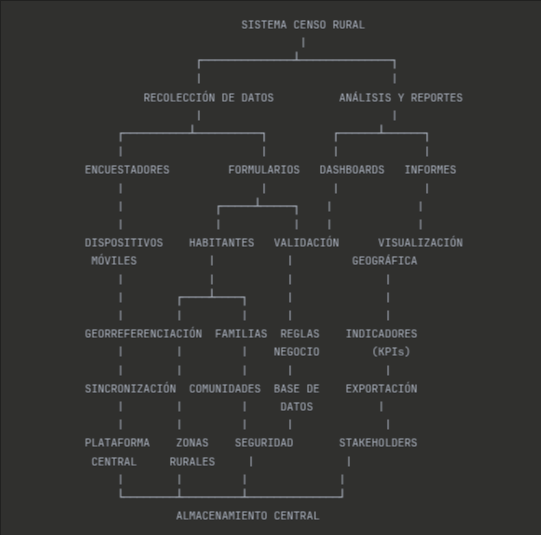 SISTEMA CENSO RURAL
RECOLECCIÓN DE DATOS ANÁLISIS Y REPORTES
ENCUESTADORES FORMULARIOS DASHBOARDS INFORMES
DISPOSITIVOS HABITANTES VALIDACIÓN VISUALIZACIÓN
MÓVILES GEOGRÁFICA
GEORREFERENCIACIÓN FAMILIAS REGLAS INDICADORES
NEGOCIO (KPIs)
SINCRONIZACIÓN COMUNIDADES BASE DE EXPORTACIÓN
DATOS
PLATAFORMA ZONAS SEGURIDAD STAKEHOLDERS
CENTRAL RURALES
ALMACENAMIENTO CENTRAL